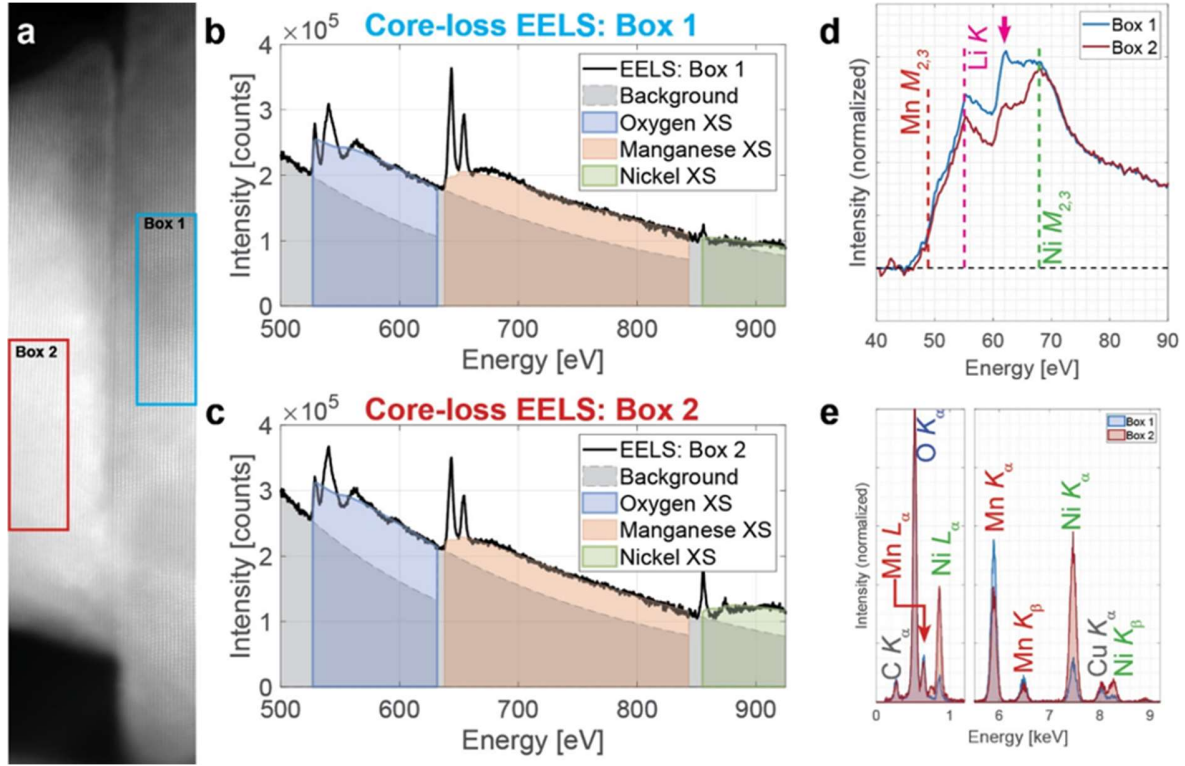 a
Box 1
Box 2
b
×10⁵
Core-loss EELS: Box 1
4
3
2
1
0
Intensity [counts]
EELS: Box 1
Background
Oxygen XS
Manganese XS
Nickel XS
500 600 700 800 900
Energy [eV]
c
×10⁵
Core-loss EELS: Box 2
4
3
2
1
0
Intensity [counts]
EELS: Box 2
Background
Oxygen XS
Manganese XS
Nickel XS
500 600 700 800 900
Energy [eV]
d
Intensity (normalized)
Mn M2,3
Li K
Ni M2,3
Box 1
Box 2
40 50 60 70 80 90
Energy [eV]
e
Intensity (normalized)
C Kα
Mn Lα
O Kα
Ni Lα
Mn Kα
Mn Kβ
Ni Kα
Cu Kα
Ni Kβ
Box 1
Box 2
0 1 6 7 8 9
Energy [keV]